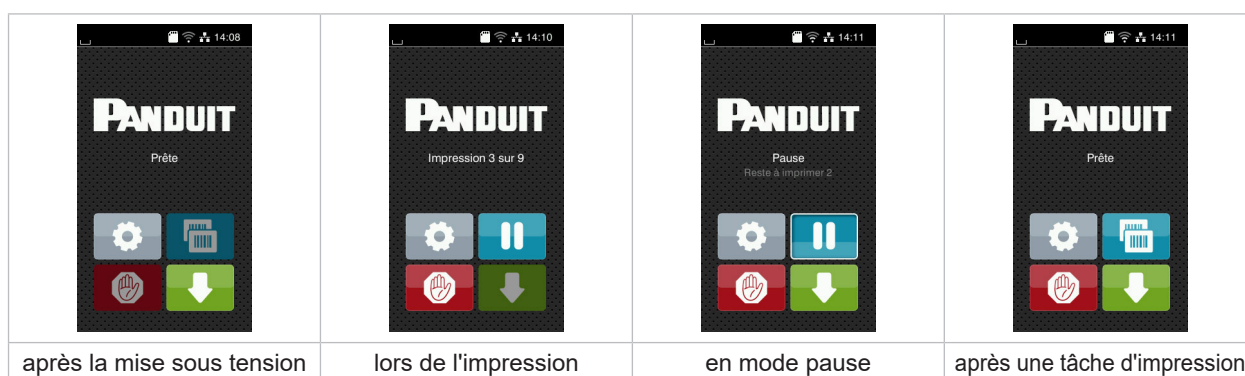 14:08
PANDUIT
Prête
après la mise sous tension
14:10
PANDUIT
Impression 3 sur 9
lors de l'impression
14:11
PANDUIT
Pause
Reste à imprimer 2
en mode pause
14:11
PANDUIT
Prête
après une tâche d'impression